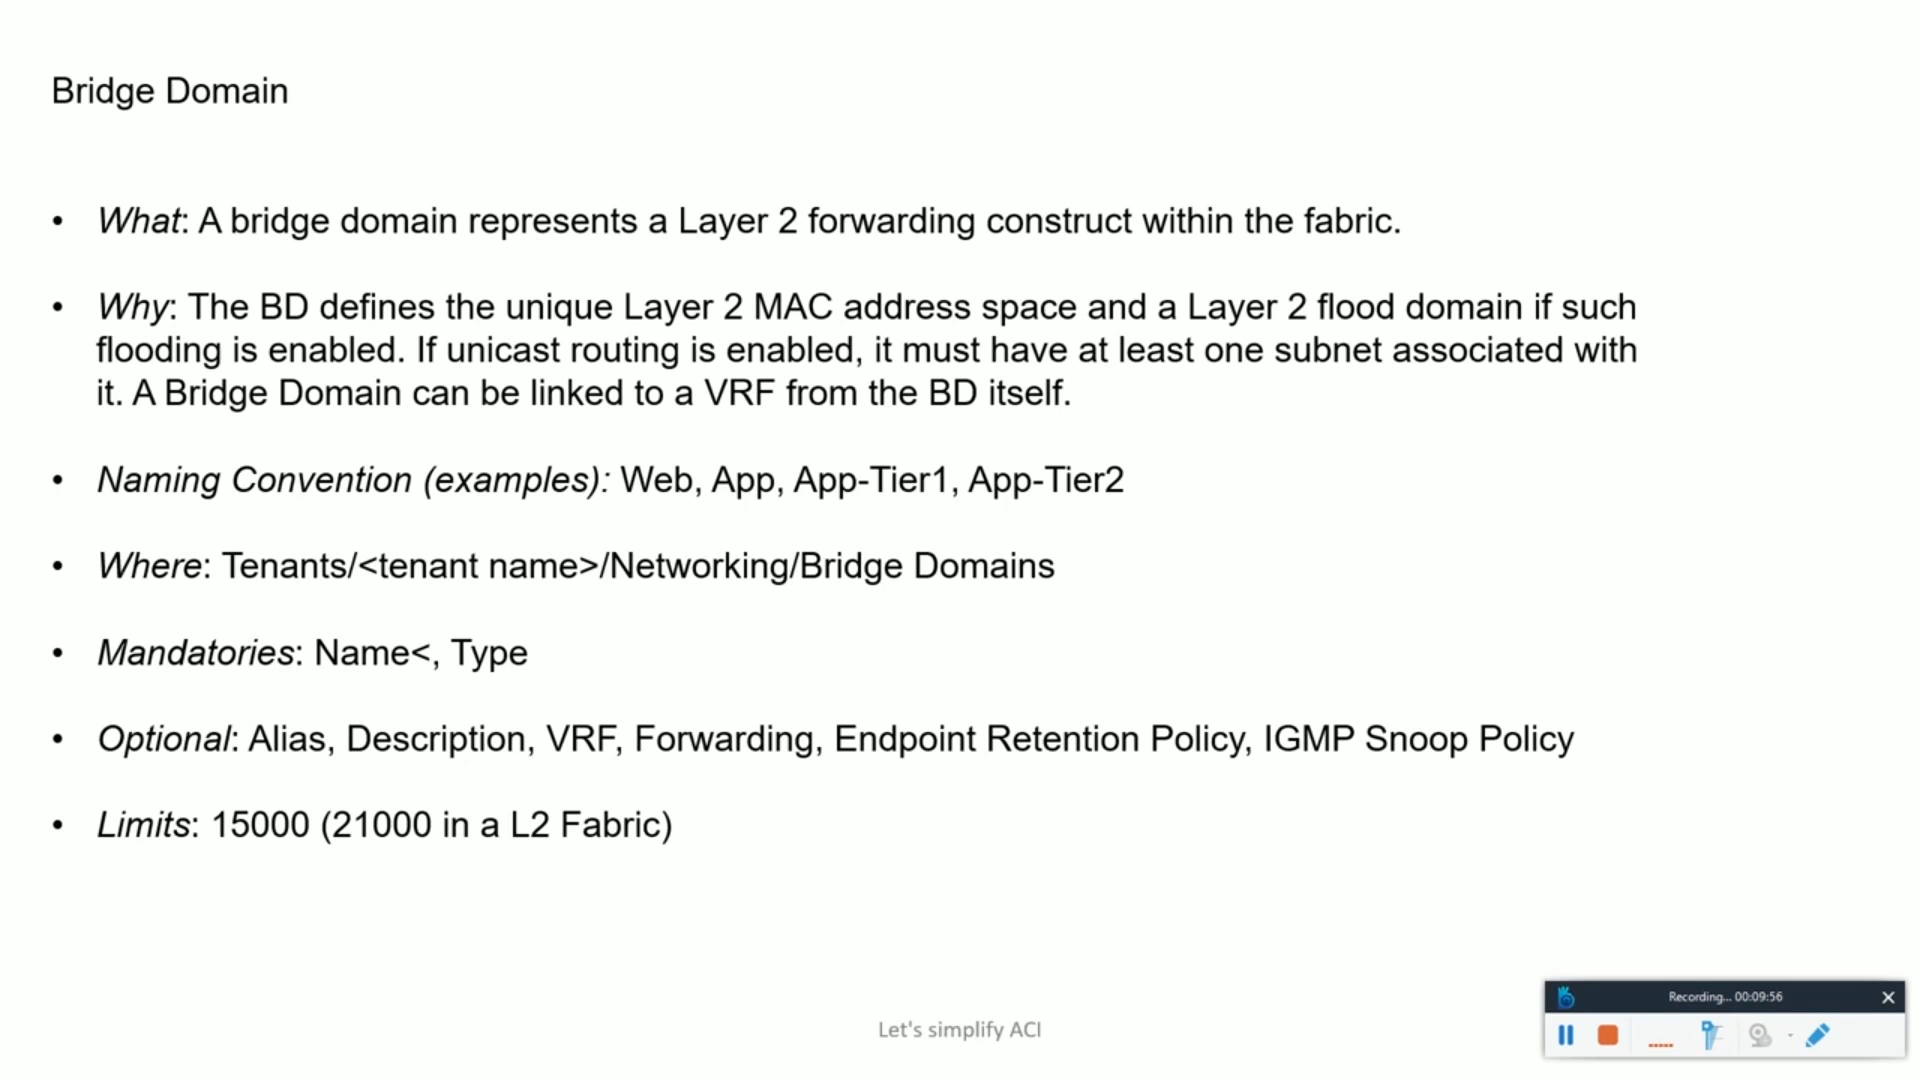 Bridge Domain
• What: A bridge domain represents a Layer 2 forwarding construct within the fabric.
• Why: The BD defines the unique Layer 2 MAC address space and a Layer 2 flood domain if such
flooding is enabled. If unicast routing is enabled, it must have at least one subnet associated with
it. A Bridge Domain can be linked to a VRF from the BD itself.
• Naming Convention (examples): Web, App, App-Tier1, App-Tier2
• Where: Tenants/<tenant name>/Networking/Bridge Domains
• Mandatories: Name<, Type
• Optional: Alias, Description, VRF, Forwarding, Endpoint Retention Policy, IGMP Snoop Policy
• Limits: 15000 (21000 in a L2 Fabric)
Recording... 00:09:56
Let's simplify ACI